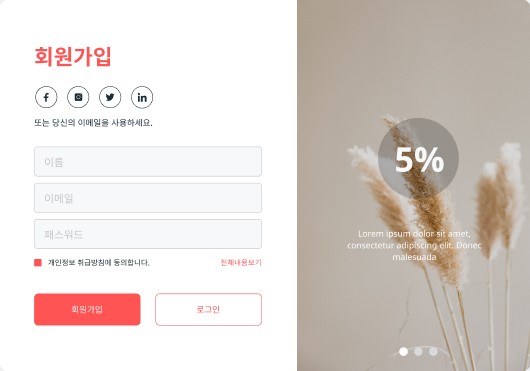 회원가입
또는 당신의 이메일을 사용하세요.
이름
이메일
패스워드
개인정보 취급방침에 동의합니다.
전체내용보기
회원가입
로그인
5%
Lorem ipsum dolor sit amet,
consectetur adipiscing elit. Donec
malesuada